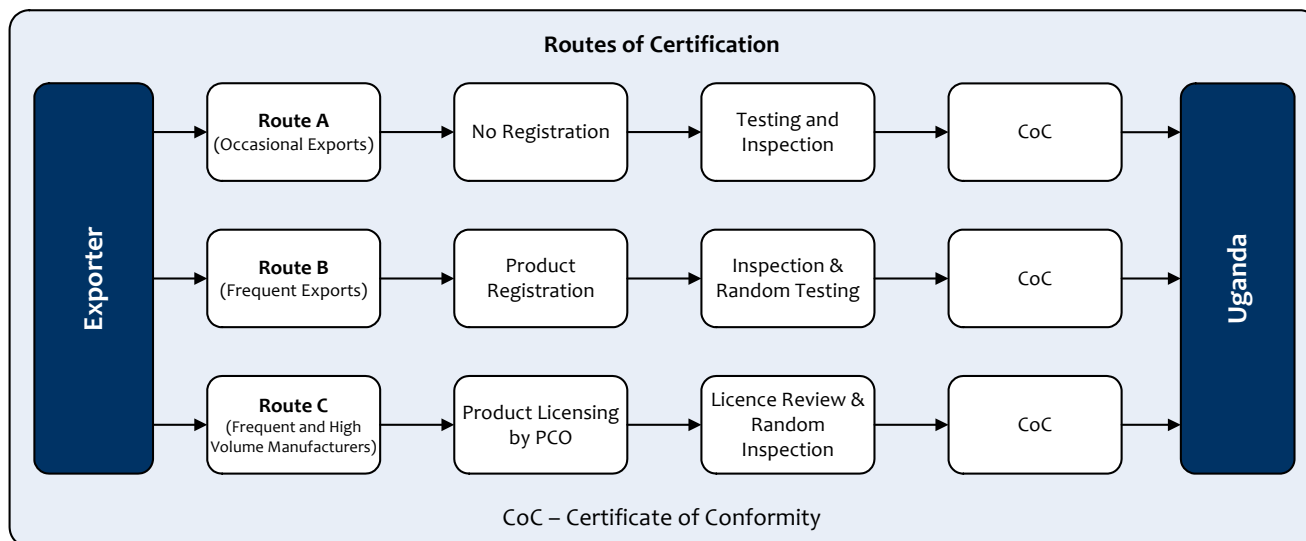 Routes of Certification
Exporter
Route A
(Occasional Exports)
No Registration
Testing and
Inspection
CoC
Route B
(Frequent Exports)
Product
Registration
Inspection &
Random Testing
CoC
Route C
(Frequent and High
Volume Manufacturers)
Product Licensing
by PCO
Licence Review &
Random
Inspection
CoC
Uganda
CoC – Certificate of Conformity